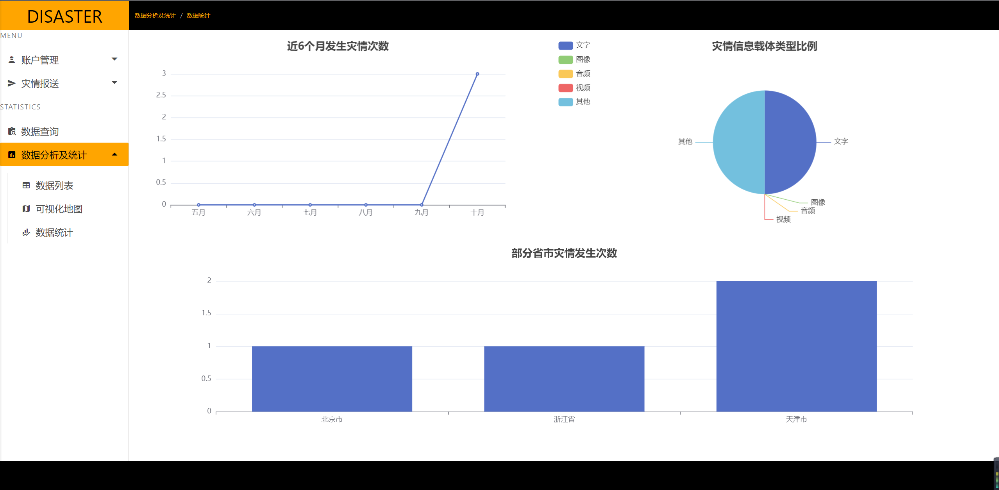 DISASTER
数据分析及统计 / 数据统计
MENU
账户管理
灾情报送
STATISTICS
数据查询
数据分析及统计
数据列表
可视化地图
数据统计
近6个月发生灾情次数
3
2.5
2
1.5
1
0.5
0
五月 六月 七月 八月 九月 十月
文字
图像
音频
视频
其他
灾情信息载体类型比例
其他
文字
图像
音频
视频
部分省市灾情发生次数
2
1.5
1
0.5
0
北京市 浙江省 天津市